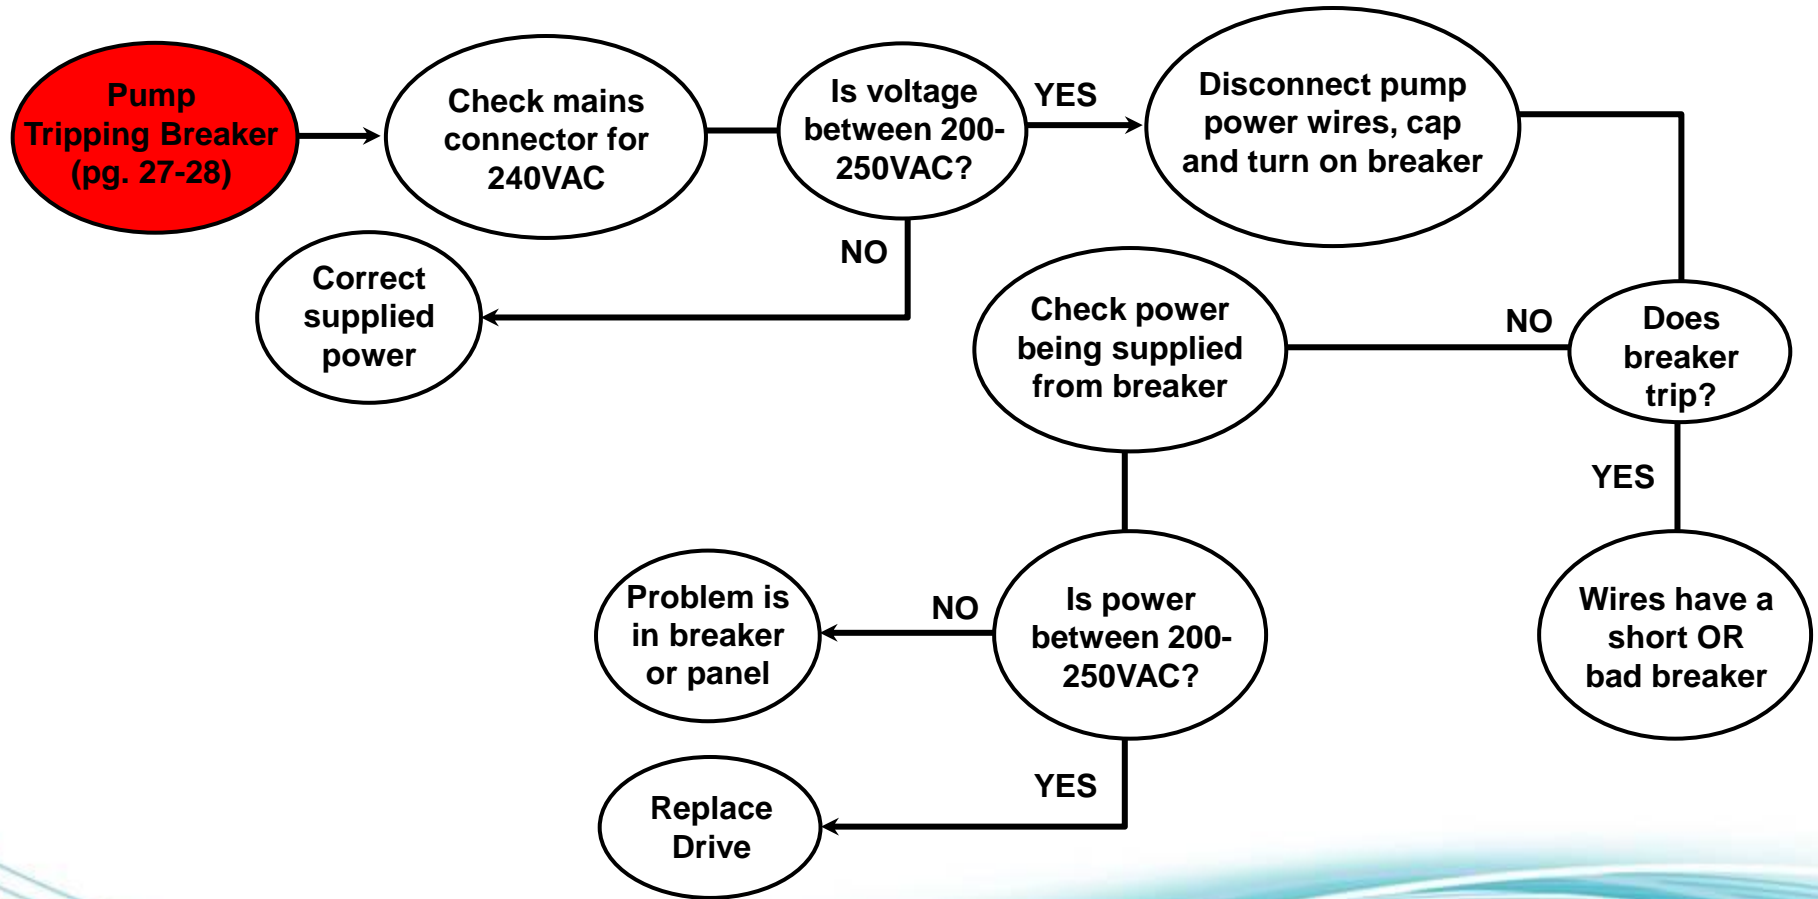 Pump
Tripping Breaker
(pg. 27-28)
Check mains
connector for
240VAC
Is voltage
between 200-
250VAC?
YES
Disconnect pump
power wires, cap
and turn on breaker
NO
Correct
supplied
power
Check power
being supplied
from breaker
NO
Does
breaker
trip?
YES
Problem is
in breaker
or panel
NO
Is power
between 200-
250VAC?
Wires have a
short OR
bad breaker
YES
Replace
Drive